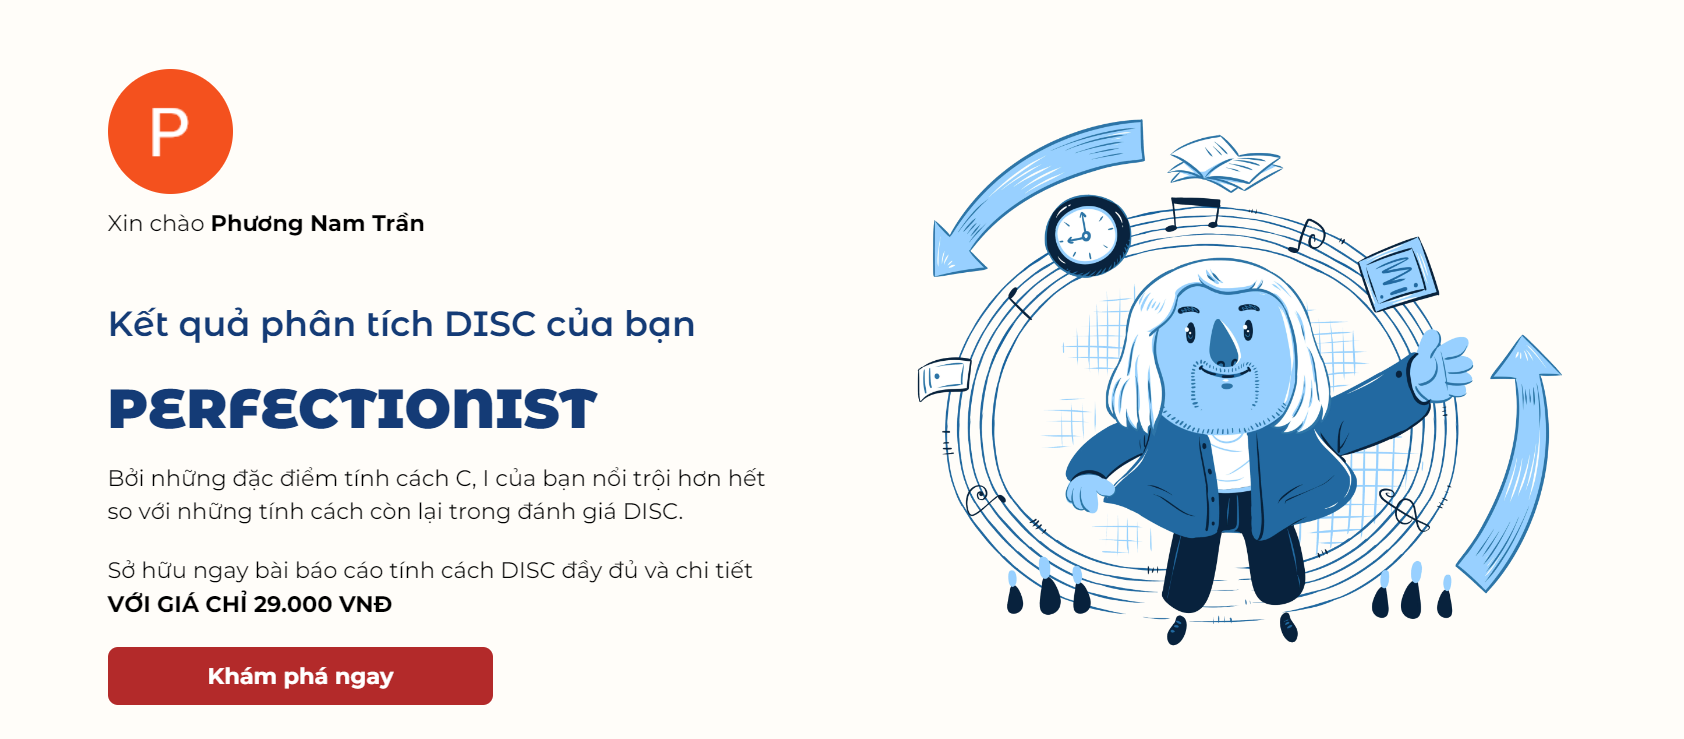 P
Xin chào Phương Nam Trần
Kết quả phân tích DISC của bạn
PERFECTIONIST
Bởi những đặc điểm tính cách C, I của bạn nổi trội hơn hết
so với những tính cách còn lại trong đánh giá DISC.
Sở hữu ngay bài báo cáo tính cách DISC đầy đủ và chi tiết
VỚI GIÁ CHỈ 29.000 VNĐ
Khám phá ngay